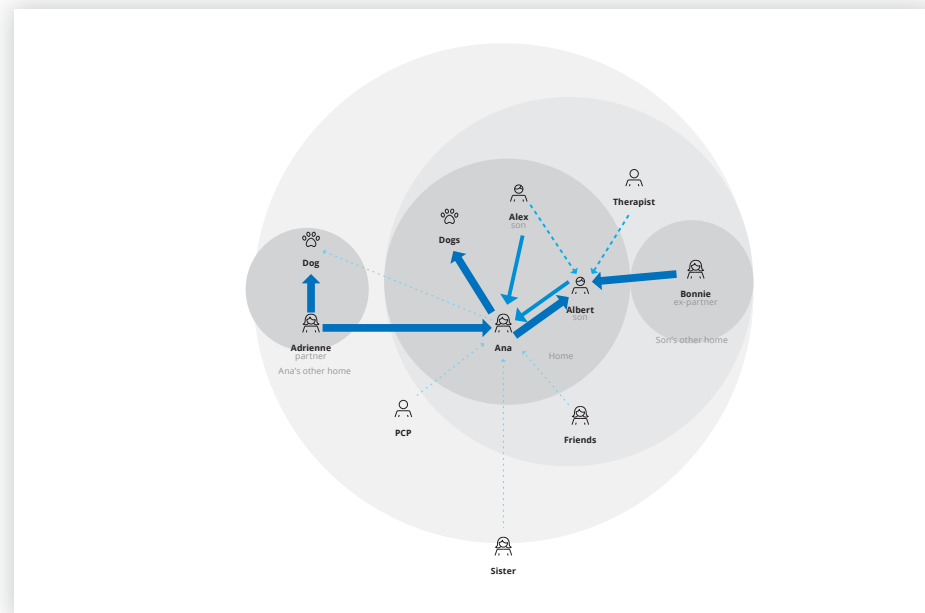 Therapist
Alex
son
Dogs
Dog
Bonnie
ex-partner
Albert
son
Son's other home
Adrienne
partner
Ana
Home
Ana's other home
PCP
Friends
Sister